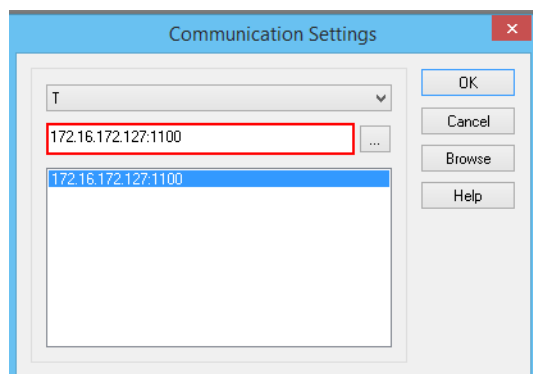 Communication Settings
T
172.16.172.127:1100
...
172.16.172.127:1100
OK
Cancel
Browse
Help